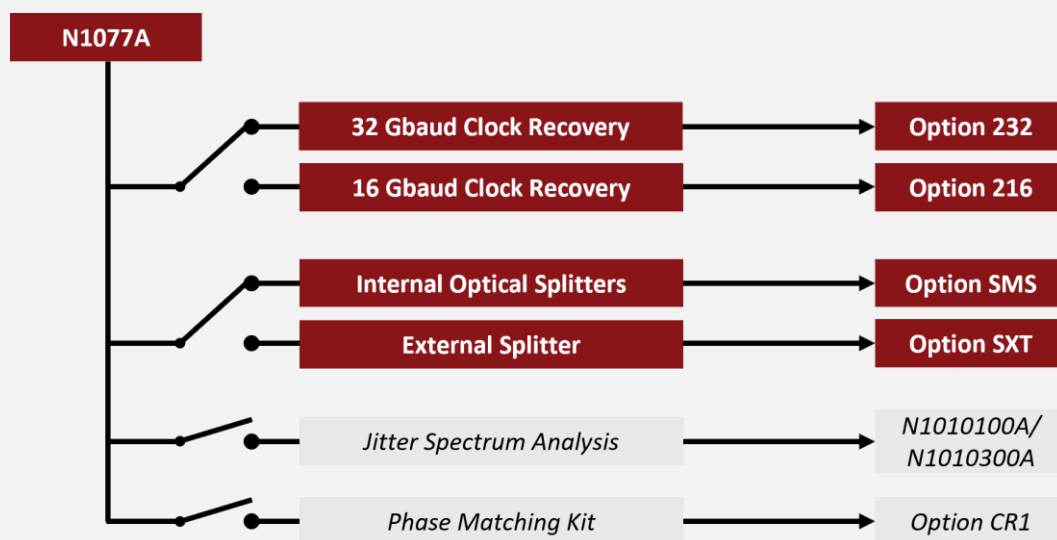 N1077A
32 Gbaud Clock Recovery
Option 232
16 Gbaud Clock Recovery
Option 216
Internal Optical Splitters
Option SMS
External Splitter
Option SXT
Jitter Spectrum Analysis
N1010100A/
N1010300A
Phase Matching Kit
Option CR1